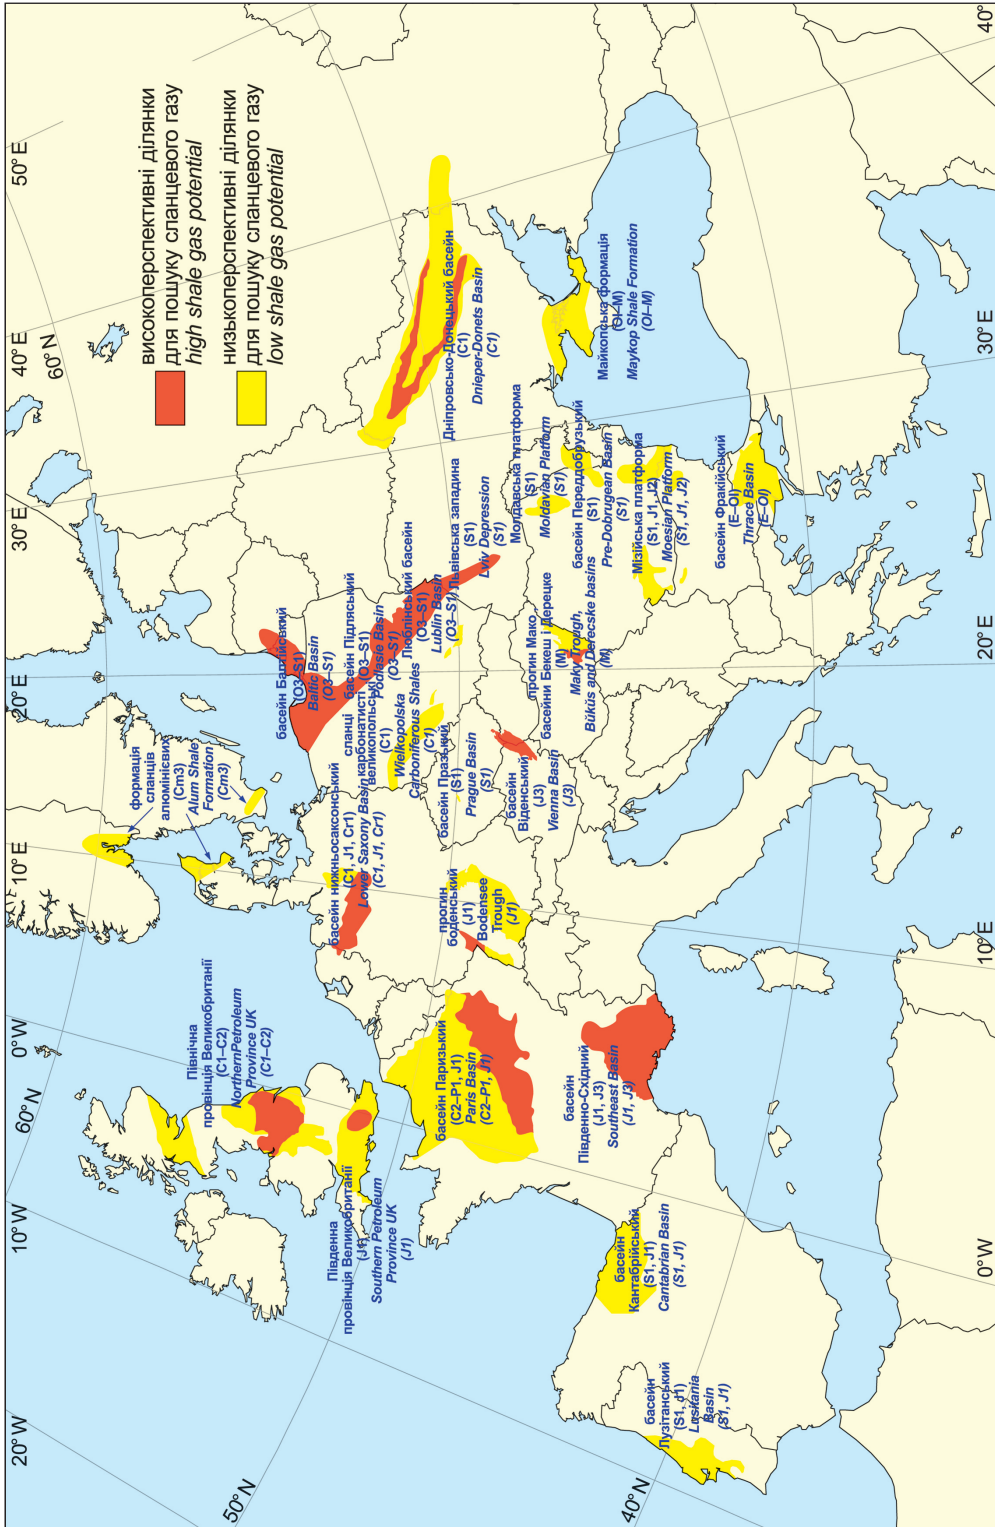 високоперспективні ділянки
для пошуку сланцевого газу
high shale gas potential
низькоперспективні ділянки
для пошуку сланцевого газу
low shale gas potential
20° W
10° W
60° N
0° W
10° E
20° E
30° E
40° E
60° N
50° E
50° N
40° N
0° W
10° E
20° E
30° E
40°
формація
сланців
алюмінієвих
(Cm3)
Alum Shale
Formation
(Cm3)
Північна
провінція Великобританії
(C1–C2)
NorthernPetroleum
Province UK
(C1–C2)
Південна
провінція Великобританії
(J1)
Southern Petroleum
Province UK
(J1)
басейн Балтійський
(O3–S1)
Baltic Basin
(O3–S1)
басейн Підляський
(O3–S1)
Podlasie Basin
(O3–S1)
Люблінський басейн
(O3–S1)
Lublin Basin
(O3–S1)
Львівська западина
(S1)
Lviv Depression
(S1)
Дніпровсько-Донецький басейн
(C1)
Dnieper-Donets Basin
(C1)
басейн нижньосаксонський
(C1, J1, Cr1)
Lower Saxony Basin
(C1, J1, Cr1)
сланці
карбонатисті
великопольські
(C1)
Wielkopolska
Carboniferous Shales
(C1)
басейн Празький
(S1)
Prague Basin
(S1)
басейн
Віденський
(J3)
Vienna Basin
(J3)
прогин
боденський
(J1)
Bodensee
Trough
(J1)
басейн Паризький
(C2–P1, J1)
Paris Basin
(C2–P1, J1)
басейн
Південно-Східний
(J1, J3)
Southeast Basin
(J1, J3)
басейн
Кантабрійський
(S1, J1)
Cantabrian Basin
(S1, J1)
басейн
Лузітанський
(S1, J1)
Lusitania
Basin
(S1, J1)
прогин Мако
басейни Бекеш і Дерецке
(M)
Maky Trough,
Büküs and Derecske basins
(M)
Молдавська платформа
(S1)
Moldavian Platform
(S1)
басейн Переддобрузький
(S1)
Pre-Dobrugean Basin
(S1)
Мізійська платформа
(S1, J1, J2)
Moesian Platform
(S1, J1, J2)
басейн Фракійський
(E–Ol)
Thrace Basin
(E–Ol)
Майкопська формація
(Ol–M)
Maykop Shale Formation
(Ol–M)